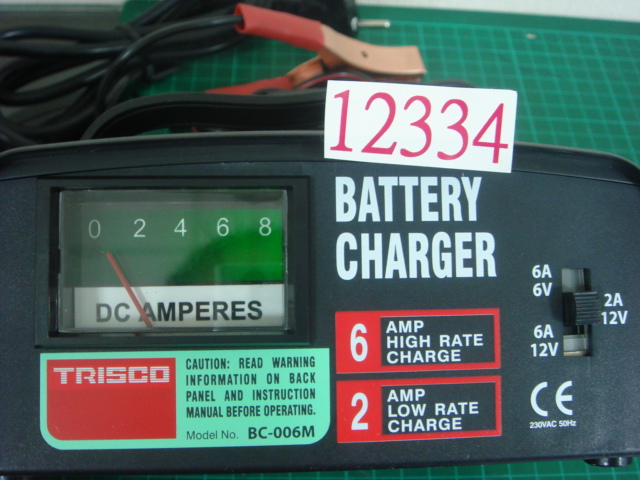 12334
BATTERY
CHARGER
0 2 4 6 8
DC AMPERES
6A
6V
2A
12V
6A
12V
6 AMP
HIGH RATE
CHARGE
2 AMP
LOW RATE
CHARGE
TRISCO
CAUTION: READ WARNING
INFORMATION ON BACK
PANEL AND INSTRUCTION
MANUAL BEFORE OPERATING.
Model No. BC-006M
CE
230VAC 50Hz